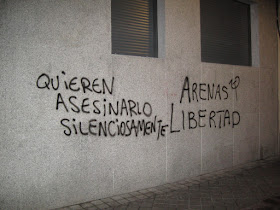 QUIEREN
ASESINARLO
SILENCIOSAMENTE
ARENAS
LIBERTAD